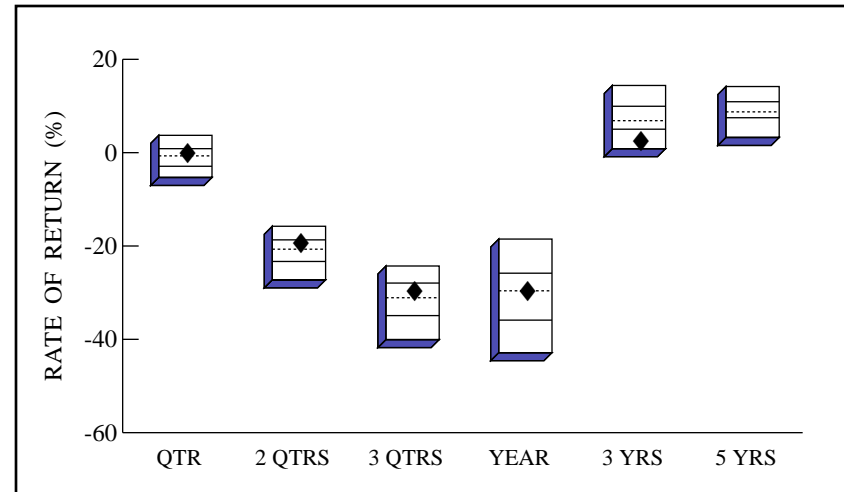 20
0
-20
-40
-60
RATE OF RETURN (%)
QTR 2 QTRS 3 QTRS YEAR 3 YRS 5 YRS